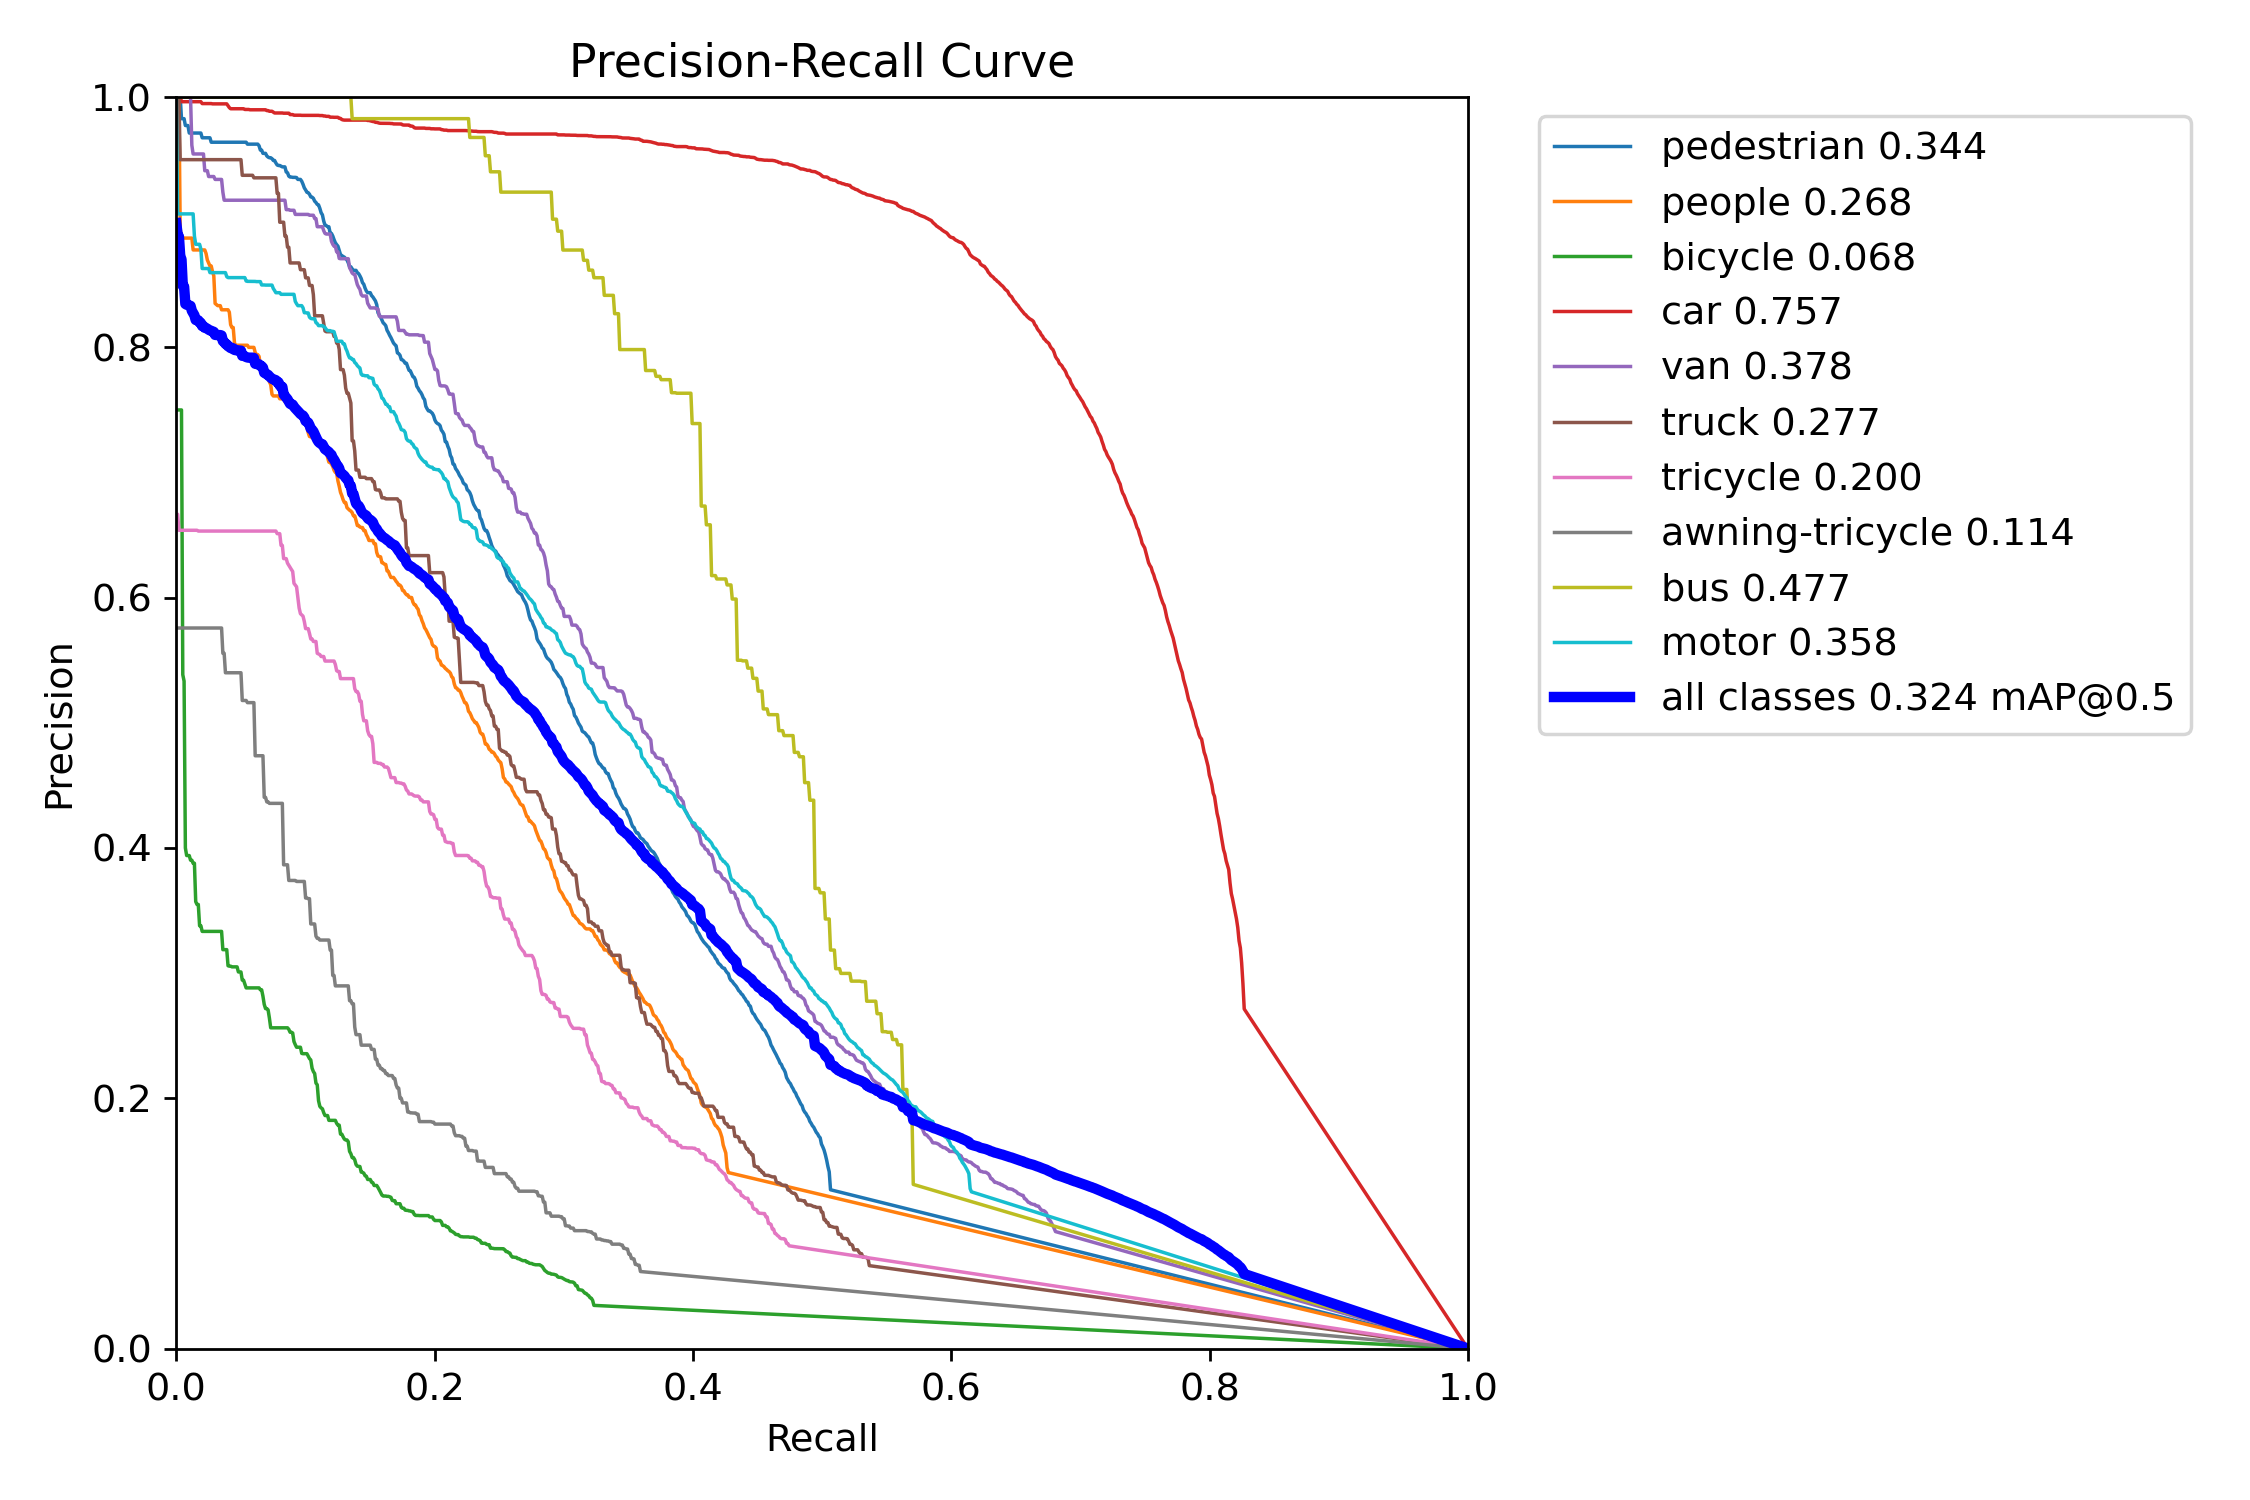 Precision-Recall Curve
1.0
0.8
0.6
0.4
0.2
0.0
Precision
0.0 0.2 0.4 0.6 0.8 1.0
Recall
pedestrian 0.344
people 0.268
bicycle 0.068
car 0.757
van 0.378
truck 0.277
tricycle 0.200
awning-tricycle 0.114
bus 0.477
motor 0.358
all classes 0.324 mAP@0.5